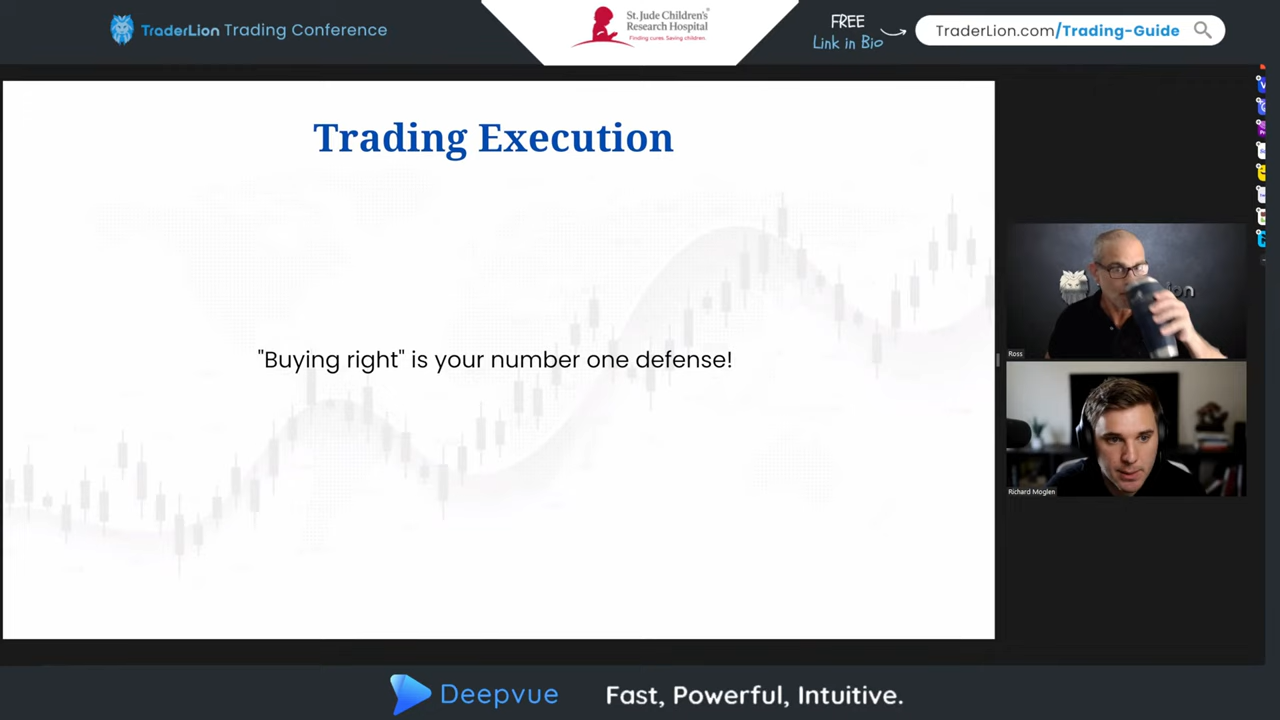 TraderLion Trading Conference
St. Jude Children's
Research Hospital
Finding cures. Saving children.
FREE
Link in Bio
TraderLion.com/Trading-Guide
Trading Execution
"Buying right" is your number one defense!
Ross
Richard Moglen
Deepvue
Fast, Powerful, Intuitive.